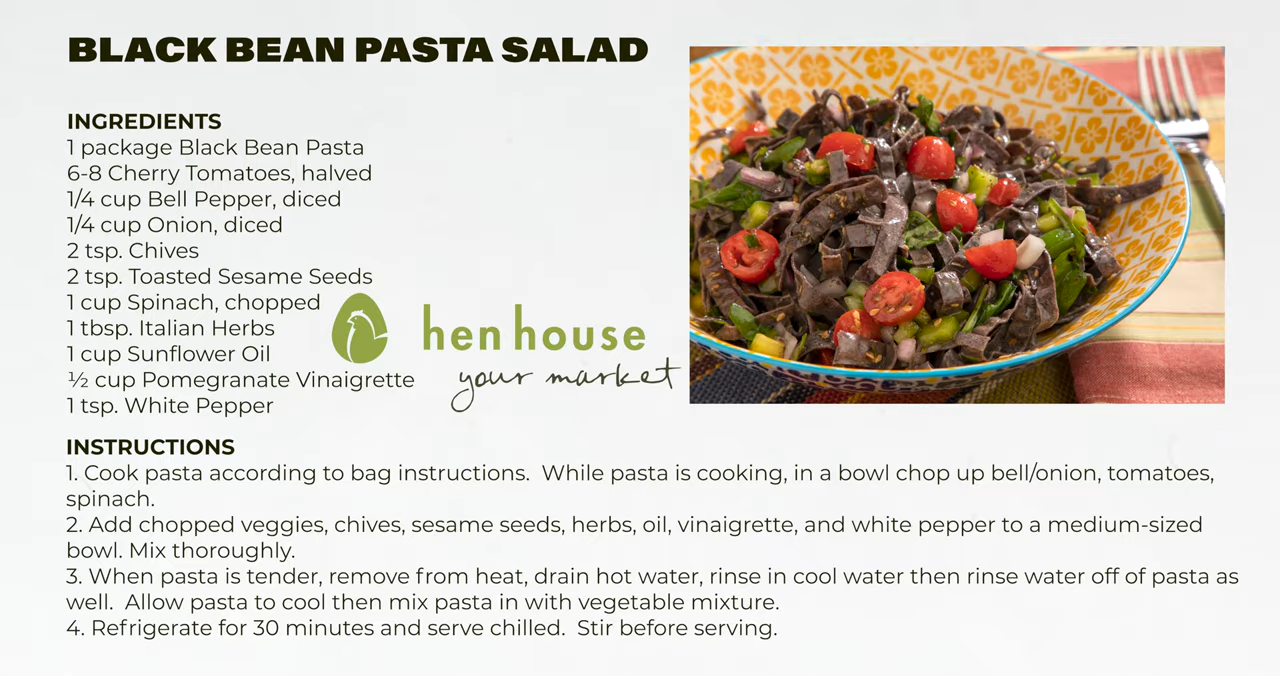 BLACK BEAN PASTA SALAD
INGREDIENTS
1 package Black Bean Pasta
6-8 Cherry Tomatoes, halved
1/4 cup Bell Pepper, diced
1/4 cup Onion, diced
2 tsp. Chives
2 tsp. Toasted Sesame Seeds
1 cup Spinach, chopped
1 tbsp. Italian Herbs
1 cup Sunflower Oil
½ cup Pomegranate Vinaigrette
1 tsp. White Pepper
hen house
your market
INSTRUCTIONS
1. Cook pasta according to bag instructions.  While pasta is cooking, in a bowl chop up bell/onion, tomatoes,
spinach.
2. Add chopped veggies, chives, sesame seeds, herbs, oil, vinaigrette, and white pepper to a medium-sized
bowl. Mix thoroughly.
3. When pasta is tender, remove from heat, drain hot water, rinse in cool water then rinse water off of pasta as
well.  Allow pasta to cool then mix pasta in with vegetable mixture.
4. Refrigerate for 30 minutes and serve chilled.  Stir before serving.